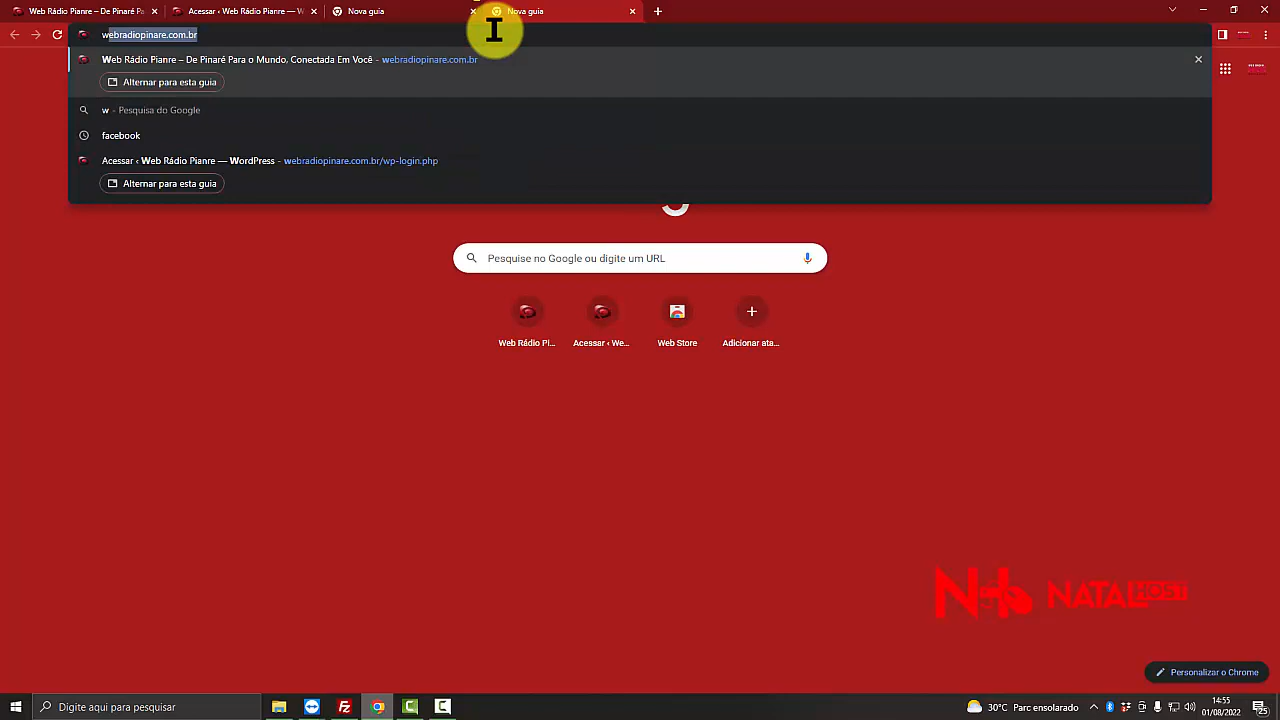 Web Rádio Pianre – De Pinaré Pa
Acessar ‹ Web Rádio Pianre — W
Nova guia
Nova guia
webradiopinare.com.br
Web Rádio Pianre – De Pinaré Para o Mundo, Conectada Em Você - webradiopinare.com.br
Alternar para esta guia
w - Pesquisa do Google
facebook
Acessar ‹ Web Rádio Pianre — WordPress - webradiopinare.com.br/wp-login.php
Alternar para esta guia
Pesquise no Google ou digite um URL
Web Rádio Pi...
Acessar ‹ We...
Web Store
Adicionar ata...
NATALHOST
Personalizar o Chrome
Digite aqui para pesquisar
30°C Parc ensolarado
14:55
01/08/2022